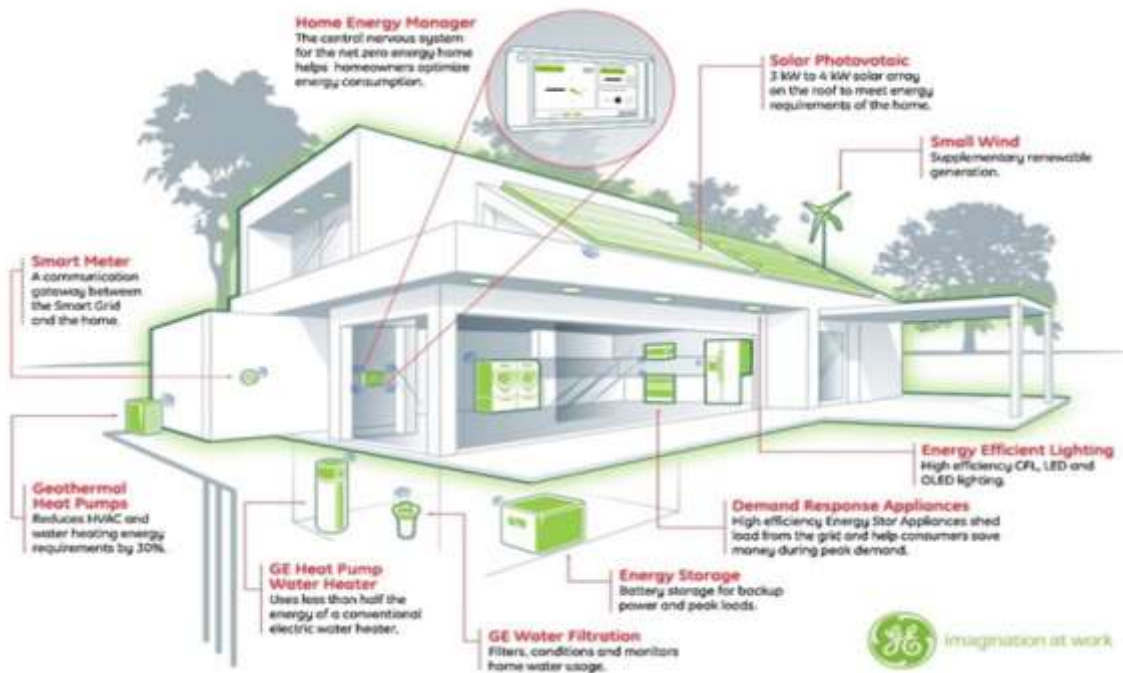 Home Energy Manager
The central nervous system
for the net zero energy home
helps homeowners optimize
energy consumption.
Solar Photovotaic
3 kW to 4 kW solar array
on the roof to meet energy
requirements of the home.
Small Wind
Supplementary renewable
generation.
Smart Meter
A communication
gateway between
the Smart Grid
and the home.
Geothermal
Heat Pumps
Reduces HVAC and
water heating energy
requirements by 30%.
GE Heat Pump
Water Heater
Uses less than half the
energy of a conventional
electric water heater.
GE Water Filtration
Filters, conditions and monitors
home water usage.
Energy Storage
Battery storage for backup
power and peak loads.
Demand Response Appliances
High efficiency Energy Star Appliances shed
load from the grid and help consumers save
money during peak demand.
Energy Efficient Lighting
High efficiency CFL, LED and
OLED lighting.
GE imagination at work